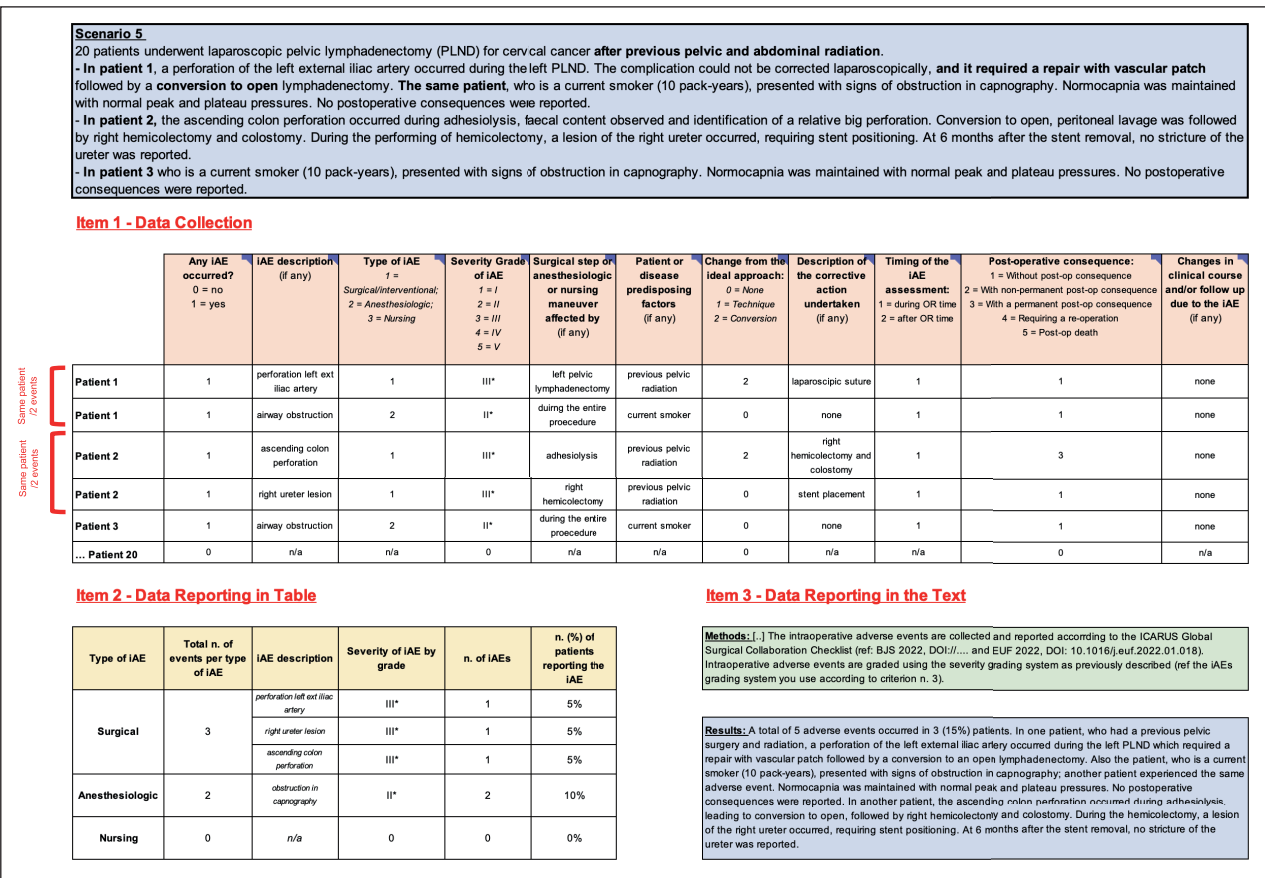 Scenario 5
20 patients underwent laparoscopic pelvic lymphadenectomy (PLND) for cervcal cancer after previous pelvic and abdominal radiation.
- In patient 1, a perforation of the left external iliac artery occurred during the left PLND. The complication could not be corrected laparoscopically, and it required a repair with vascular patch
followed by a conversion to open lymphadenectomy. The same patient, who is a current smoker (10 pack-years), presented with signs of obstruction in capnography. Normocapnia was maintained
with normal peak and plateau pressures. No postoperative consequences were reported.
- In patient 2, the ascending colon perforation occurred during adhesiolysis, faecal content observed and identification of a relative big perforation. Conversion to open, peritoneal lavage was followed
by right hemicolectomy and colostomy. During the performing of hemicolectomy, a lesion of the right ureter occurred, requiring stent positioning. At 6 months after the stent removal, no stricture of the
ureter was reported.
- In patient 3 who is a current smoker (10 pack-years), presented with signs of obstruction in capnography. Normocapnia was maintained with normal peak and plateau pressures. No postoperative
consequences were reported.
Item 1 - Data Collection
Any iAE occurred? 0 = no 1 = yes
iAE description (if any)
Type of iAE 1 = Surgical/interventional; 2 = Anesthesiologic; 3 = Nursing
Severity Grade of iAE 1 = I 2 = II 3 = III 4 = IV 5 = V
Surgical step or anesthesiologic or nursing maneuver affected by (if any)
Patient or disease predisposing factors (if any)
Change from the ideal approach: 0 = None 1 = Technique 2 = Conversion
Description of the corrective action undertaken (if any)
Timing of the iAE assessment: 1 = during OR time 2 = after OR time
Post-operative consequence: 1 = Without post-op consequence 2 = With non-permanent post-op consequence 3 = With a permanent post-op consequence 4 = Requiring a re-operation 5 = Post-op death
Changes in clinical course and/or follow up due to the iAE (if any)
Same patient /2 events
Patient 1 1 perforation left ext iliac artery 1 III* left pelvic lymphadenectomy previous pelvic radiation 2 laparoscipic suture 1 1 none
Patient 1 1 airway obstruction 2 II* duirng the entire proecedure current smoker 0 none 1 1 none
Same patient /2 events
Patient 2 1 ascending colon perforation 1 III* adhesiolysis previous pelvic radiation 2 right hemicolectomy and colostomy 1 3 none
Patient 2 1 right ureter lesion 1 III* right hemicolectomy previous pelvic radiation 0 stent placement 1 1 none
Patient 3 1 airway obstruction 2 II* during the entire proecedure current smoker 0 none 1 1 none
... Patient 20 0 n/a n/a 0 n/a n/a 0 n/a n/a 0 n/a
Item 2 - Data Reporting in Table
Type of iAE
Total n. of events per type of iAE
iAE description
Severity of iAE by grade
n. of iAEs
n. (%) of patients reporting the iAE
Surgical 3 perforation left ext iliac artery III* 1 5%
right ureter lesion III* 1 5%
ascending colon perforation III* 1 5%
Anesthesiologic 2 obstruction in capnography II* 2 10%
Nursing 0 n/a 0 0 0%
Item 3 - Data Reporting in the Text
Methods: [..] The intraoperative adverse events are collected and reported accorrding to the ICARUS Global
Surgical Collaboration Checklist (ref: BJS 2022, DOI://.... and EUF 2022, DOI: 10.1016/j.euf.2022.01.018).
Intraoperative adverse events are graded using the severity grading system as previously described (ref the iAEs
grading system you use according to criterion n. 3).
Results: A total of 5 adverse events occurred in 3 (15%) patients. In one patient, who had a previous pelvic
surgery and radiation, a perforation of the left external iliac artery occurred during the left PLND which required a
repair with vascular patch followed by a conversion to an open lymphadenectomy. Also the patient, who is a current
smoker (10 pack-years), presented with signs of obstruction in capnography; another patient experienced the same
adverse event. Normocapnia was maintained with normal peak and plateau pressures. No postoperative
consequences were reported. In another patient, the ascending colon perforation occurred during adhesiolysis,
leading to conversion to open, followed by right hemicolectomy and colostomy. During the hemicolectomy, a lesion
of the right ureter occurred, requiring stent positioning. At 6 months after the stent removal, no stricture of the
ureter was reported.